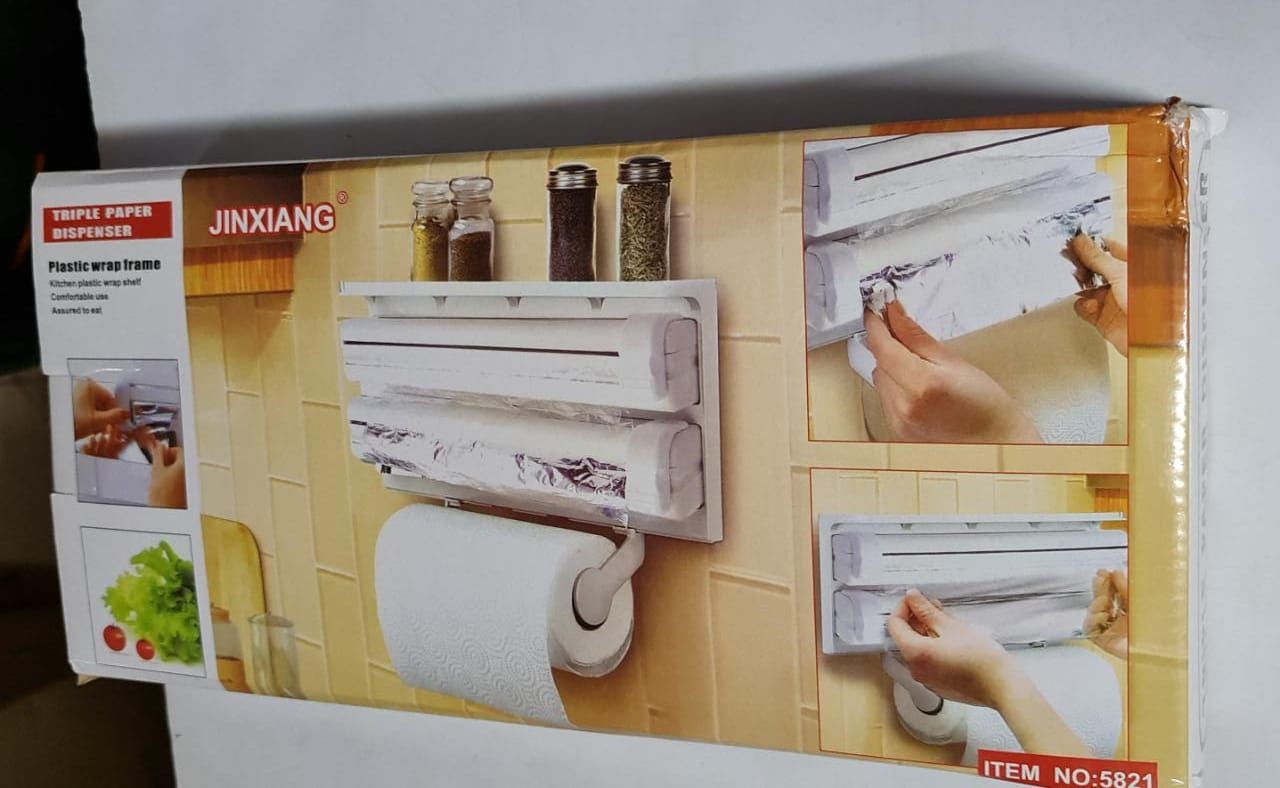 TRIPLE PAPER
DISPENSER
Plastic wrap frame
Kitchen plastic wrap shelf
Comfortable use
Assured to eat
JINXIANG®
ITEM NO:5821